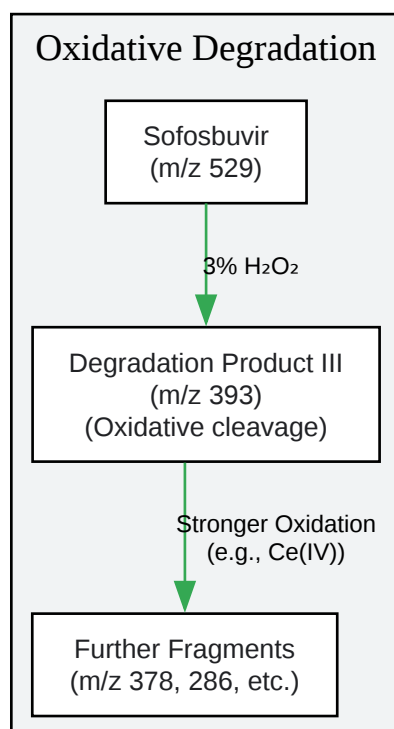 Oxidative Degradation
Sofosbuvir
(m/z 529)
3% H₂O₂
Degradation Product III
(m/z 393)
(Oxidative cleavage)
Stronger Oxidation
(e.g., Ce(IV))
Further Fragments
(m/z 378, 286, etc.)